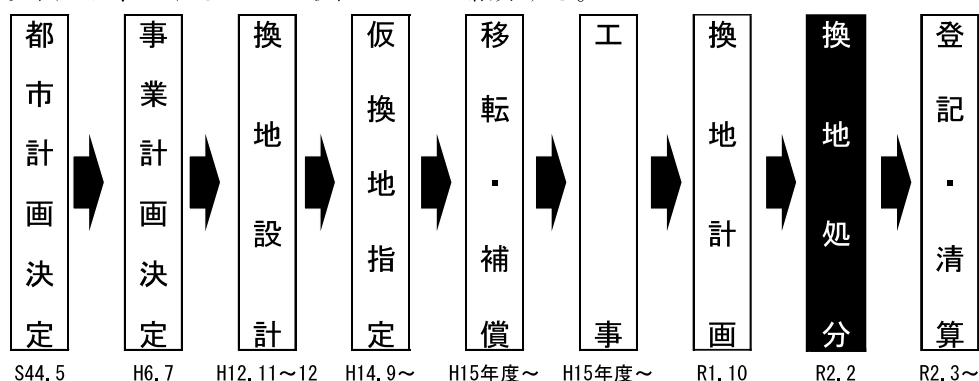 都市計画決定
事業計画決定
換地設計
仮換地指定
移転・補償
工事
換地計画
換地処分
登記・清算
S44.5
H6.7
H12.11～12
H14.9～
H15年度～
H15年度～
R1.10
R2.2
R2.3～